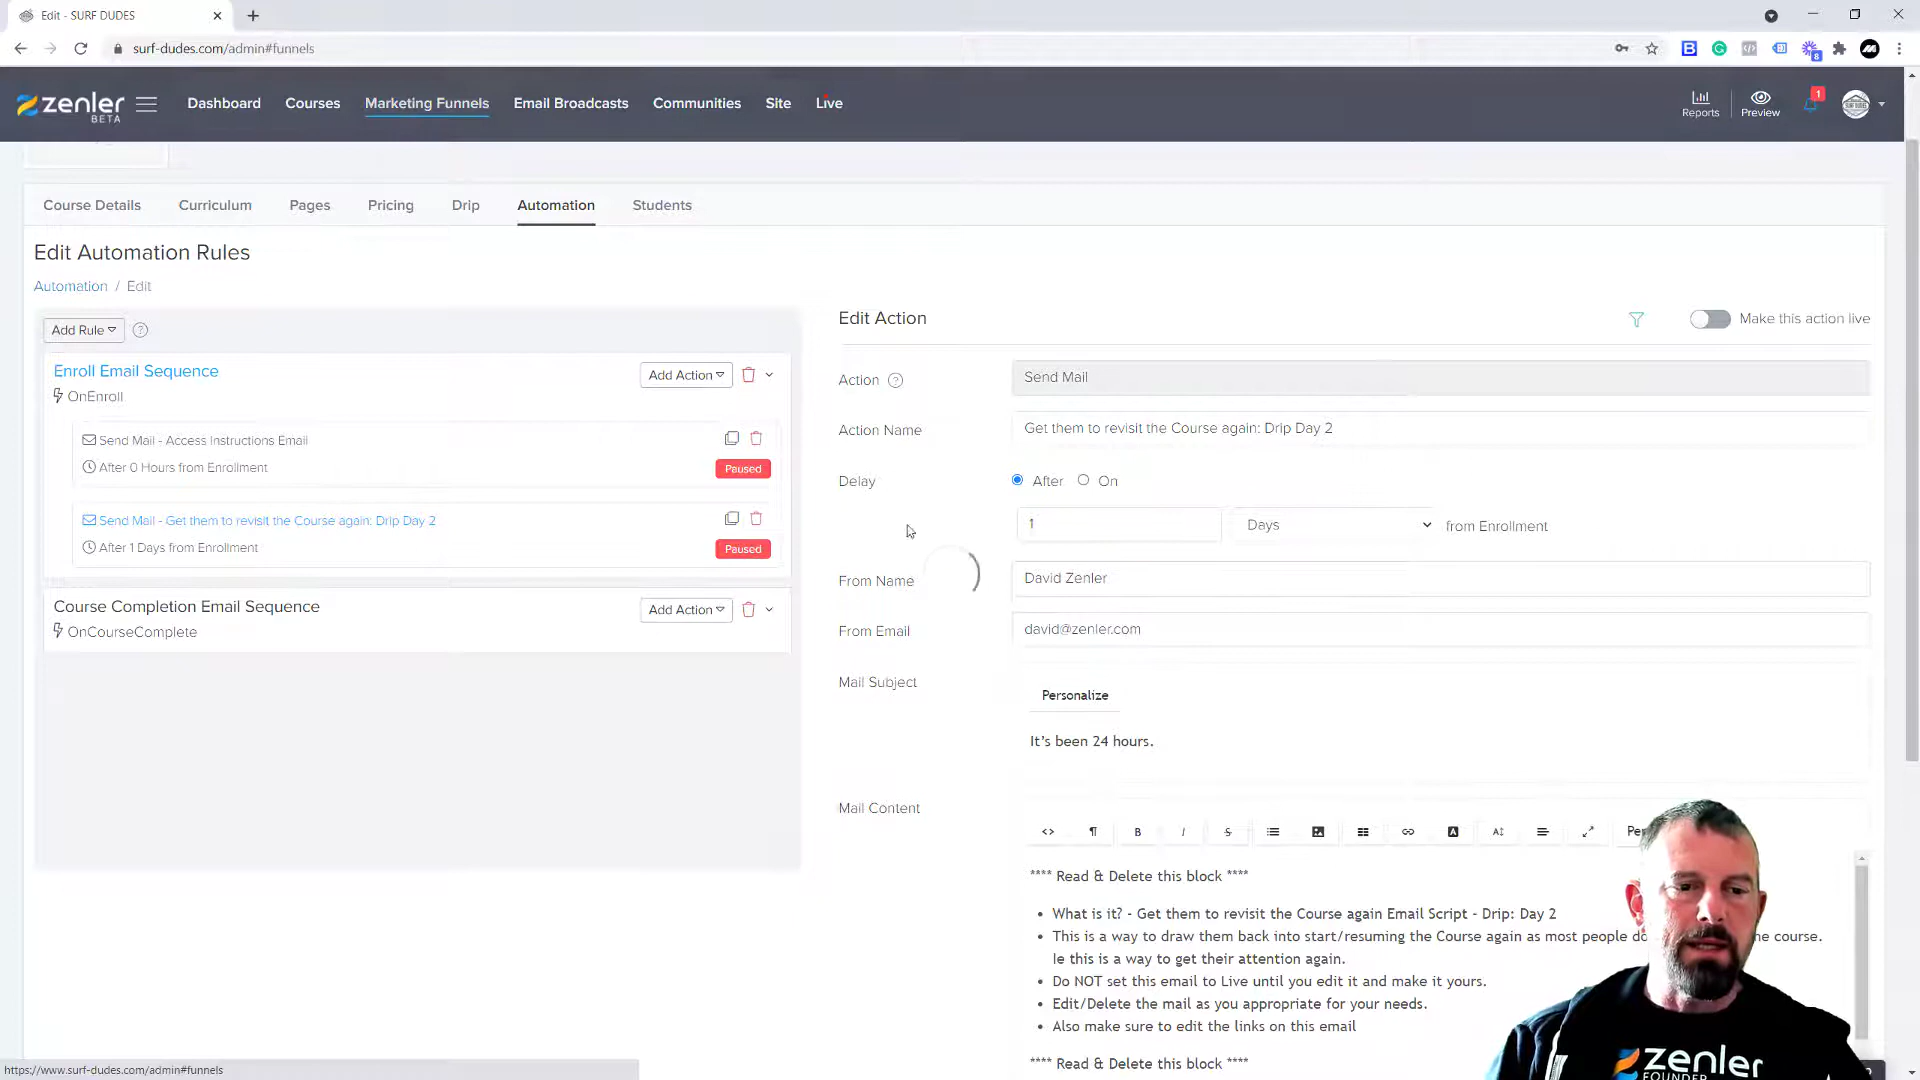 Edit - SURF DUDES
surf-dudes.com/admin#funnels
8
zenler
BETA
Dashboard Courses Marketing Funnels Email Broadcasts Communities Site Live
Reports
Preview
1
Course Details Curriculum Pages Pricing Drip Automation Students
Edit Automation Rules
Automation / Edit
Add Rule
Enroll Email Sequence
OnEnroll
Add Action
Send Mail - Access Instructions Email
After 0 Hours from Enrollment
Paused
Send Mail - Get them to revisit the Course again: Drip Day 2
After 1 Days from Enrollment
Paused
Course Completion Email Sequence
OnCourseComplete
Add Action
Edit Action
Make this action live
Action
Send Mail
Action Name
Get them to revisit the Course again: Drip Day 2
Delay
After On
1 Days from Enrollment
From Name
David Zenler
From Email
david@zenler.com
Mail Subject
Personalize
It's been 24 hours.
Mail Content
**** Read & Delete this block ****
What is it? - Get them to revisit the Course again Email Script - Drip: Day 2
This is a way to draw them back into start/resuming the Course again as most people course.
Ie this is a way to get their attention again.
Do NOT set this email to Live until you edit it and make it yours.
Edit/Delete the mail as you appropriate for your needs.
Also make sure to edit the links on this email
**** Read & Delete this block ****
https://www.surf-dudes.com/admin#funnels
zenler
FOUNDER